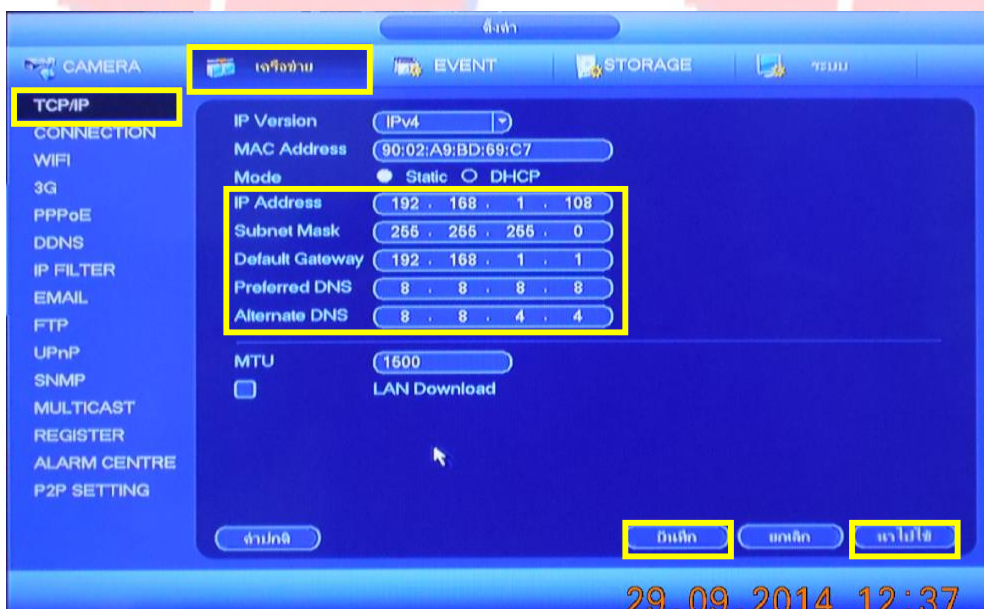 ตั้งค่า
CAMERA เครือข่าย EVENT STORAGE ระบบ
TCP/IP
CONNECTION
WIFI
3G
PPPoE
DDNS
IP FILTER
EMAIL
FTP
UPnP
SNMP
MULTICAST
REGISTER
ALARM CENTRE
P2P SETTING
IP Version IPv4
MAC Address 90:02:A9:BD:69:C7
Mode Static DHCP
IP Address 192 . 168 . 1 . 108
Subnet Mask 255 . 255 . 255 . 0
Default Gateway 192 . 168 . 1 . 1
Preferred DNS 8 . 8 . 8 . 8
Alternate DNS 8 . 8 . 4 . 4
MTU 1500
LAN Download
ค่าปกติ บันทึก ยกเลิก นำไปใช้
29 09 2014 12:37